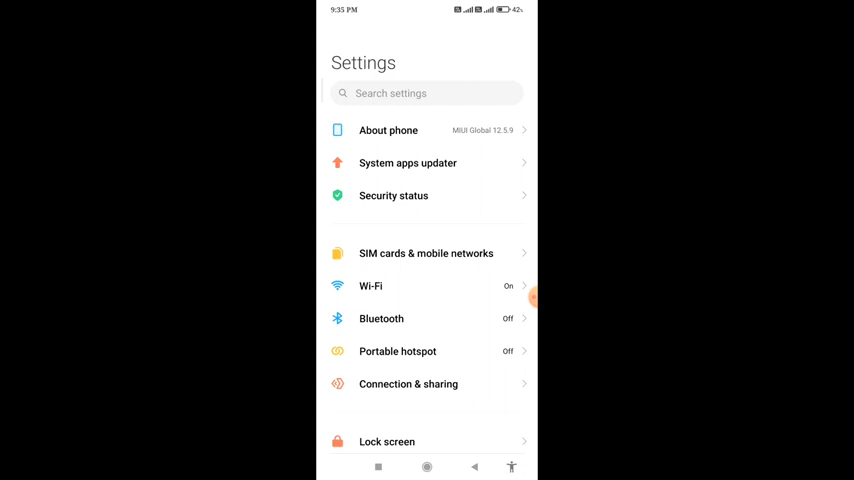 9:35 PM 42%
Settings
Search settings
About phone MIUI Global 12.5.9
System apps updater
Security status
SIM cards & mobile networks
Wi-Fi On
Bluetooth Off
Portable hotspot Off
Connection & sharing
Lock screen